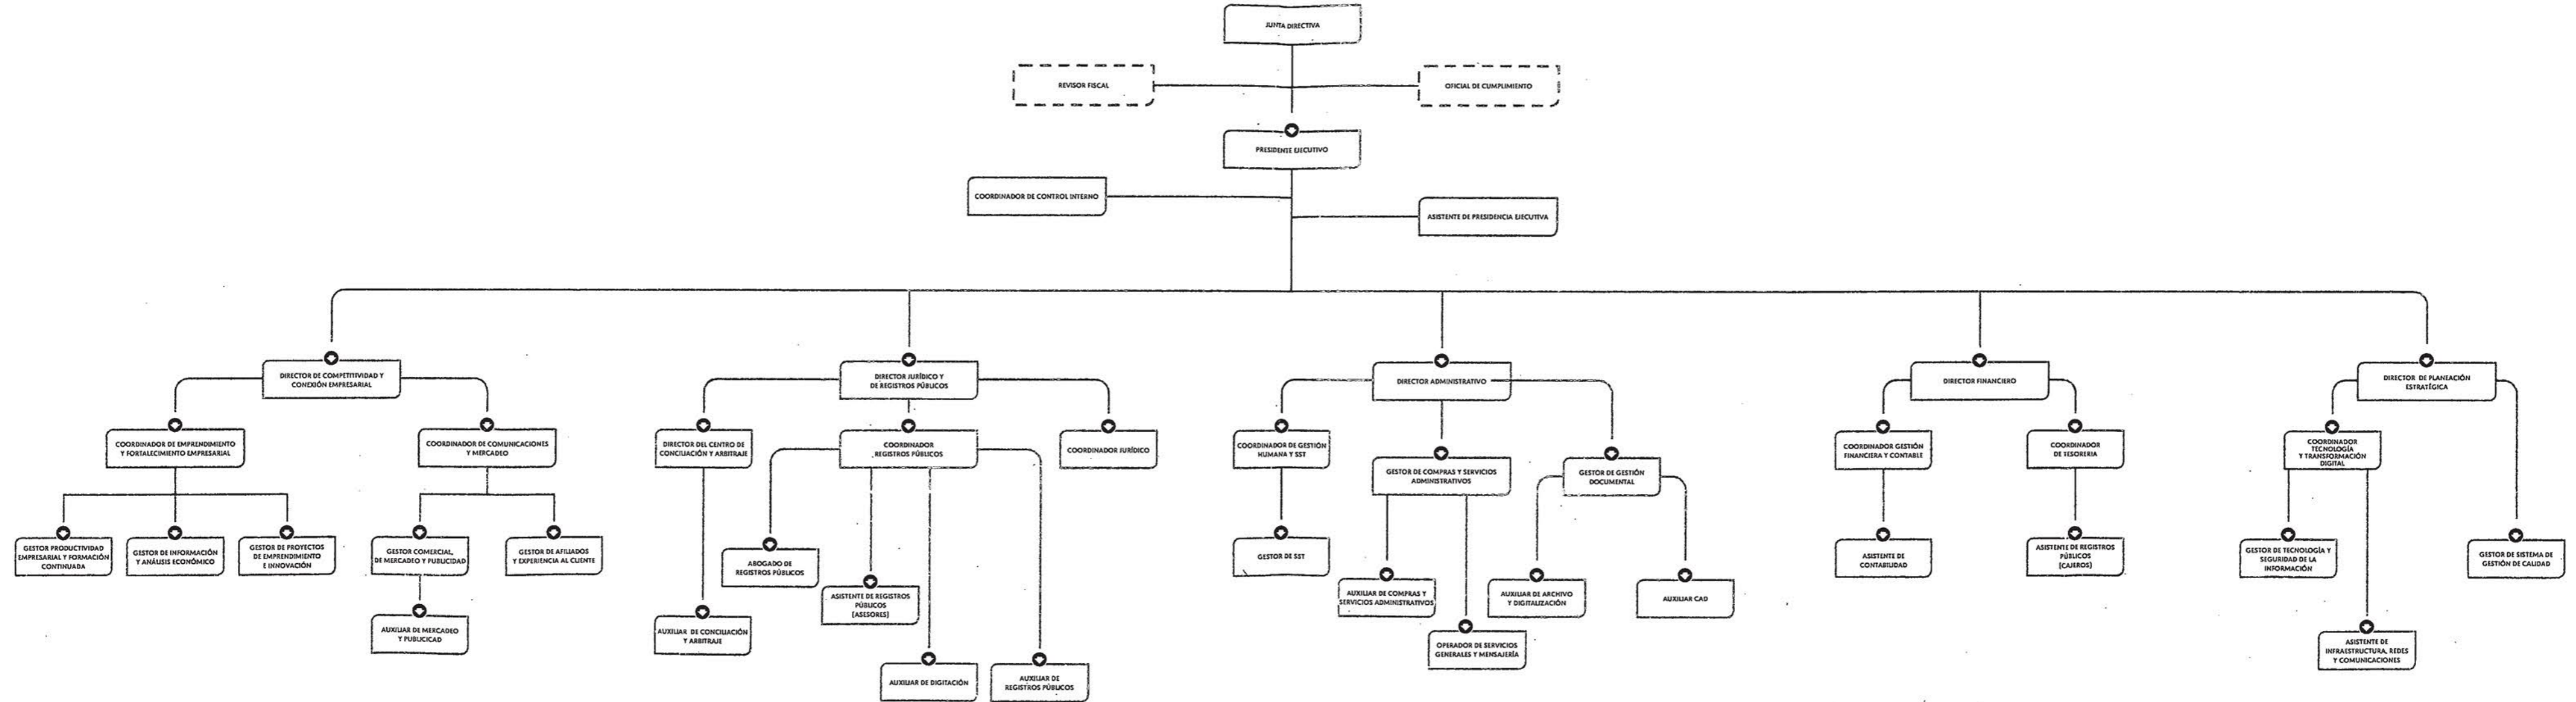 JUNTA DIRECTIVA
REVISOR FISCAL
OFICIAL DE CUMPLIMIENTO
PRESIDENTE EJECUTIVO
COORDINADOR DE CONTROL INTERNO
ASISTENTE DE PRESIDENCIA EJECUTIVA
DIRECTOR DE COMPETITIVIDAD Y
CONEXIÓN EMPRESARIAL
DIRECTOR JURÍDICO Y
DE REGISTROS PÚBLICOS
DIRECTOR ADMINISTRATIVO
DIRECTOR FINANCIERO
DIRECTOR DE PLANEACIÓN
ESTRATÉGICA
COORDINADOR DE EMPRENDIMIENTO
Y FORTALECIMIENTO EMPRESARIAL
COORDINADOR DE COMUNICACIONES
Y MERCADEO
DIRECTOR DEL CENTRO DE
CONCILIACIÓN Y ARBITRAJE
COORDINADOR
REGISTROS PÚBLICOS
COORDINADOR JURÍDICO
COORDINADOR DE GESTIÓN
HUMANA Y SST
GESTOR DE COMPRAS Y SERVICIOS
ADMINISTRATIVOS
GESTOR DE GESTIÓN
DOCUMENTAL
COORDINADOR GESTIÓN
FINANCIERA Y CONTABLE
COORDINADOR
DE TESORERIA
COORDINADOR
TECNOLOGÍA
Y TRANSFORMACIÓN
DIGITAL
GESTOR PRODUCTIVIDAD
EMPRESARIAL Y FORMACIÓN
CONTINUADA
GESTOR DE INFORMACIÓN
Y ANÁLISIS ECONÓMICO
GESTOR DE PROYECTOS
DE EMPRENDIMIENTO
E INNOVACIÓN
GESTOR COMERCIAL,
DE MERCADEO Y PUBLICIDAD
GESTOR DE AFILIADOS
Y EXPERIENCIA AL CLIENTE
ABOGADO DE
REGISTROS PÚBLICOS
ASISTENTE DE REGISTROS
PÚBLICOS
(ASESORES)
GESTOR DE SST
AUXILIAR DE COMPRAS Y
SERVICIOS ADMINISTRATIVOS
AUXILIAR DE ARCHIVO
Y DIGITALIZACIÓN
AUXILIAR CAD
ASISTENTE DE
CONTABILIDAD
ASISTENTE DE REGISTROS
PÚBLICOS
(CAJEROS)
GESTOR DE TECNOLOGÍA Y
SEGURIDAD DE LA
INFORMACIÓN
GESTOR DE SISTEMA DE
GESTIÓN DE CALIDAD
AUXILIAR DE MERCADEO
Y PUBLICICAD
AUXILIAR DE CONCILIACIÓN
Y ARBITRAJE
OPERADOR DE SERVICIOS
GENERALES Y MENSAJERÍA
ASISTENTE DE
INFRAESTRUCTURA, REDES
Y COMUNICACIONES
AUXILIAR DE DIGITACIÓN
AUXILIAR DE
REGISTROS PÚBLICOS